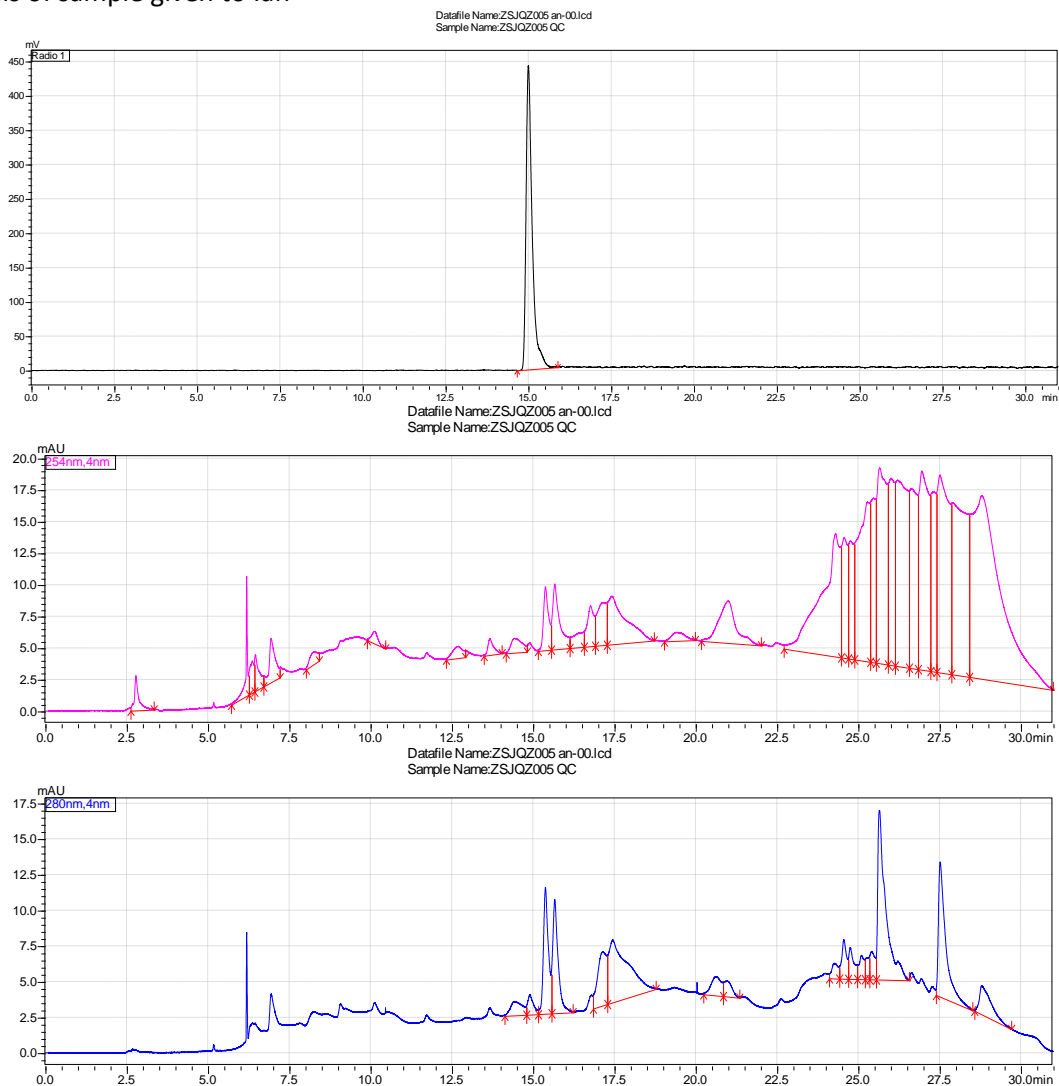 of sample given to
Datafile Name:ZSJQZ005 an-00.lcd
Sample Name:ZSJQZ005 QC
mV
Radio 1
450
400
350
300
250
200
150
100
50
0
0.0 2.5 5.0 7.5 10.0 12.5 15.0 17.5 20.0 22.5 25.0 27.5 30.0 min
Datafile Name:ZSJQZ005 an-00.lcd
Sample Name:ZSJQZ005 QC
mAU
254nm,4nm
20.0
17.5
15.0
12.5
10.0
7.5
5.0
2.5
0.0
0.0 2.5 5.0 7.5 10.0 12.5 15.0 17.5 20.0 22.5 25.0 27.5 30.0min
Datafile Name:ZSJQZ005 an-00.lcd
Sample Name:ZSJQZ005 QC
mAU
280nm,4nm
17.5
15.0
12.5
10.0
7.5
5.0
2.5
0.0
0.0 2.5 5.0 7.5 10.0 12.5 15.0 17.5 20.0 22.5 25.0 27.5 30.0min